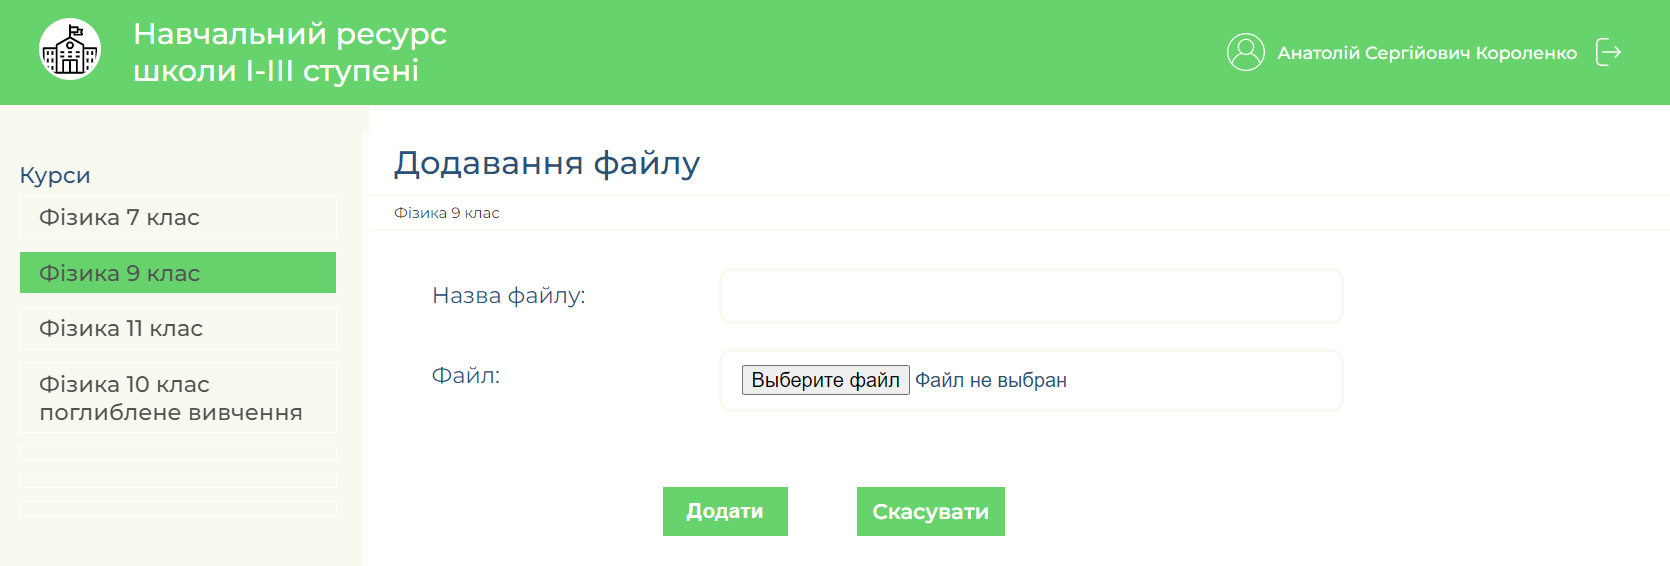 Навчальний ресурс
школи І-ІІІ ступені
Анатолій Сергійович Короленко
Курси
Фізика 7 клас
Фізика 9 клас
Фізика 11 клас
Фізика 10 клас
поглиблене вивчення
Додавання файлу
Фізика 9 клас
Назва файлу:
Файл:
Выберите файл Файл не выбран
Додати
Скасувати